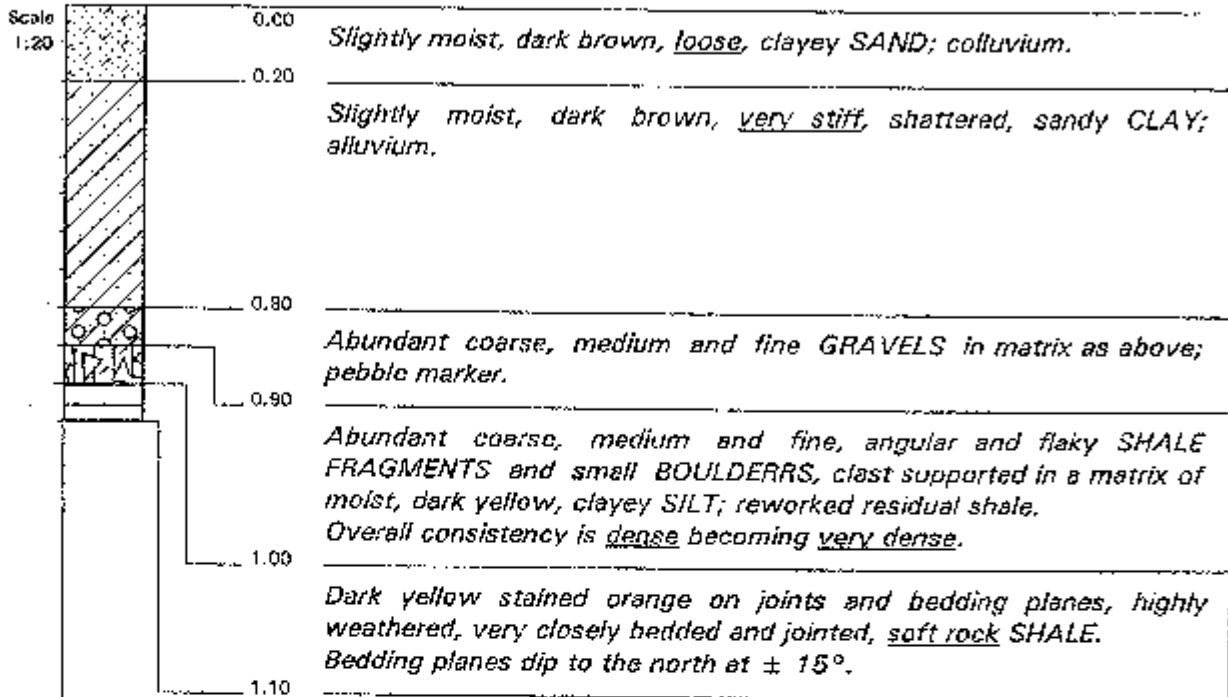 Scale
1:20
0.00
Slightly moist, dark brown, loose, clayey SAND; colluvium.
0.20
Slightly moist, dark brown, very stiff, shattered, sandy CLAY;
alluvium.
0.80
Abundant coarse, medium and fine GRAVELS in matrix as above;
pebble marker.
0.90
Abundant coarse, medium and fine, angular and flaky SHALE
FRAGMENTS and small BOULDERRS, clast supported in a matrix of
moist, dark yellow, clayey SILT; reworked residual shale.
Overall consistency is dense becoming very dense.
1.00
Dark yellow stained orange on joints and bedding planes, highly
weathered, very closely bedded and jointed, soft rock SHALE.
Bedding planes dip to the north at ± 15°.
1.10